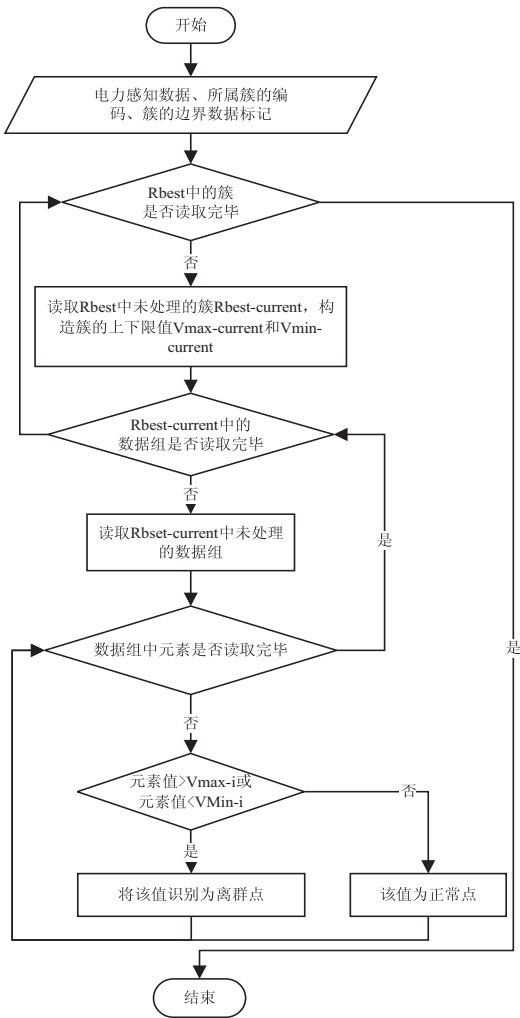 开始
电力感知数据、所属簇的编
码、簇的边界数据标记
Rbest中的簇
是否读取完毕
否
读取Rbest中未处理的簇Rbest-current，构
造簇的上下限值Vmax-current和Vmin-
current
Rbest-current中的
数据组是否读取完毕
否
读取Rbset-current中未处理
的数据组
是
数据组中元素是否读取完毕
是
否
元素值>Vmax-i或
元素值<VMin-i
否
是
将该值识别为离群点
该值为正常点
结束